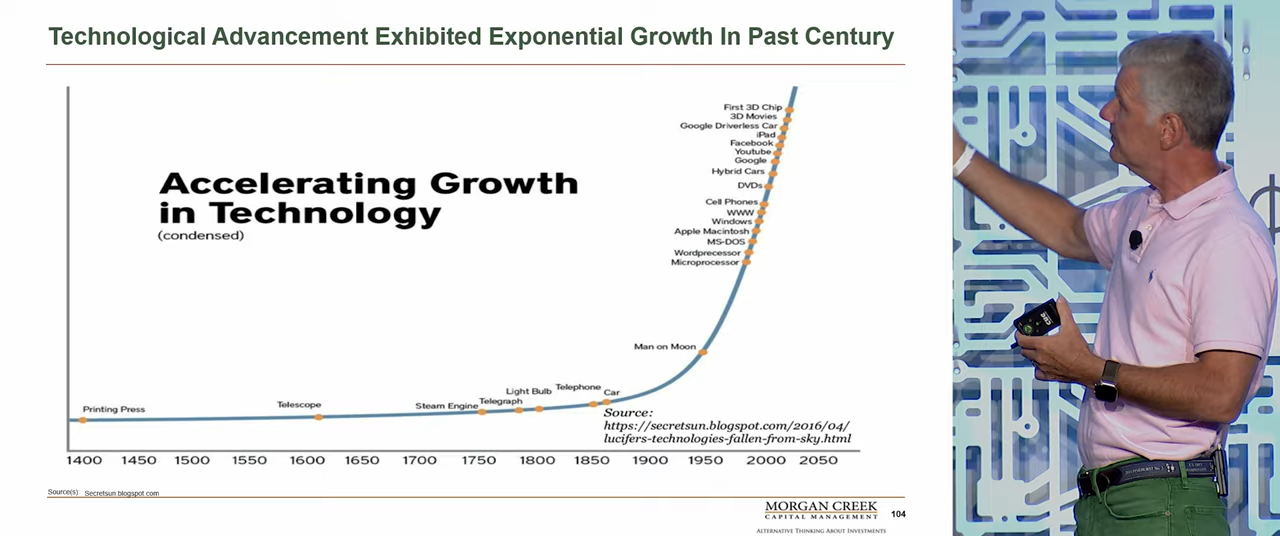 Technological Advancement Exhibited Exponential Growth In Past Century
First 3D Chip
3D Movies
Google Driverless Car
iPad
Facebook
Youtube
Google
Hybrid Cars
DVDs
Cell Phones
WWW
Windows
Apple Macintosh
MS-DOS
Wordprecessor
Microprocessor
Accelerating Growth
in Technology
(condensed)
Man on Moon
Light Bulb
Telephone
Car
Printing Press
Telescope
Steam Engine
Telegraph
Source:
https://secretsun.blogspot.com/2016/04/
lucifers-technologies-fallen-from-sky.html
1400 1450 1500 1550 1600 1650 1700 1750 1800 1850 1900 1950 2000 2050
Source(s): Secretsun.blogspot.com
MORGAN CREEK
CAPITAL MANAGEMENT
104
ALTERNATIVE THINKING ABOUT INVESTMENTS